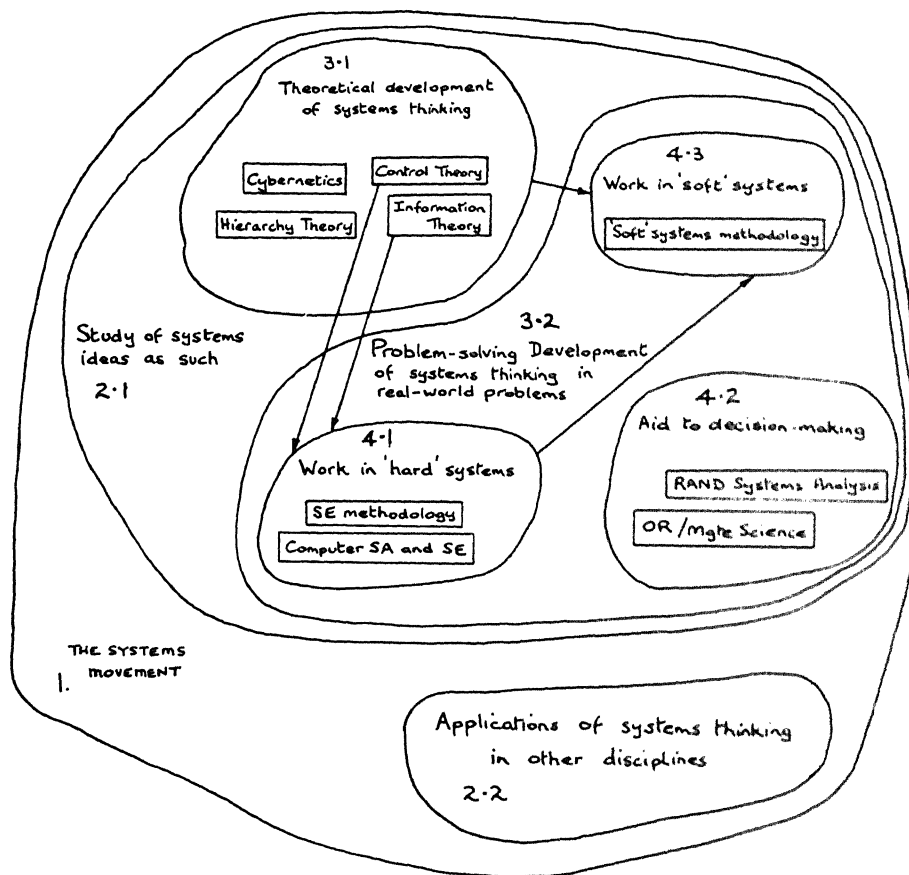 3.1
Theoretical development
of systems thinking
Cybernetics
Control Theory
Hierarchy Theory
Information
Theory
4.3
Work in 'soft' systems
'Soft' systems methodology
Study of systems
ideas as such
2.1
3.2
Problem-solving Development
of systems thinking in
real-world problems
4.1
Work in 'hard' systems
SE methodology
Computer SA and SE
4.2
Aid to decision-making
RAND Systems Analysis
OR/Mgte Science
THE SYSTEMS
MOVEMENT
1.
Applications of systems thinking
in other disciplines
2.2